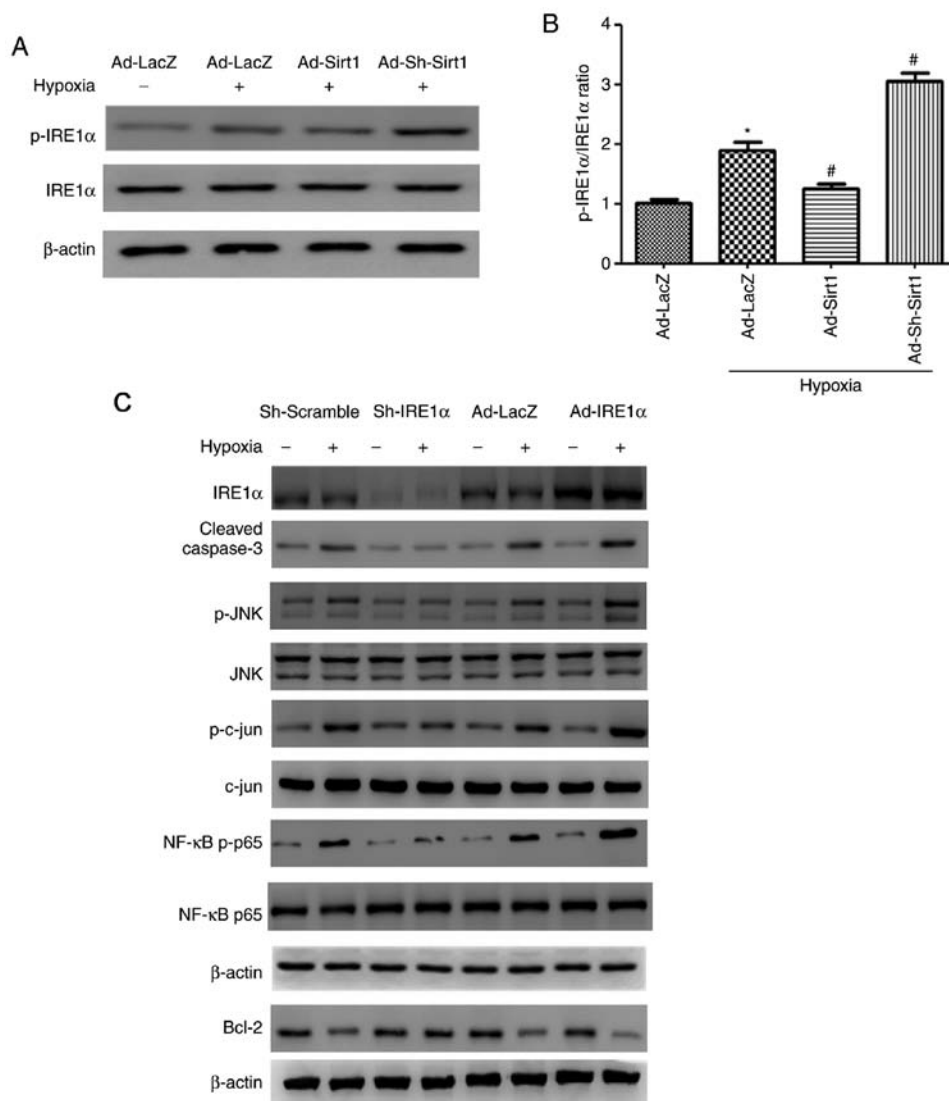 A
Ad-LacZ Ad-LacZ Ad-Sirt1 Ad-Sh-Sirt1
Hypoxia – + + +
p-IRE1α
IRE1α
β-actin
B
p-IRE1α/IRE1α ratio
4
3
2
1
0
*
#
#
Ad-LacZ
Ad-LacZ
Ad-Sirt1
Ad-Sh-Sirt1
Hypoxia
C
Sh-Scramble Sh-IRE1α Ad-LacZ Ad-IRE1α
Hypoxia – + – + – + – +
IRE1α
Cleaved
caspase-3
p-JNK
JNK
p-c-jun
c-jun
NF-κB p-p65
NF-κB p65
β-actin
Bcl-2
β-actin